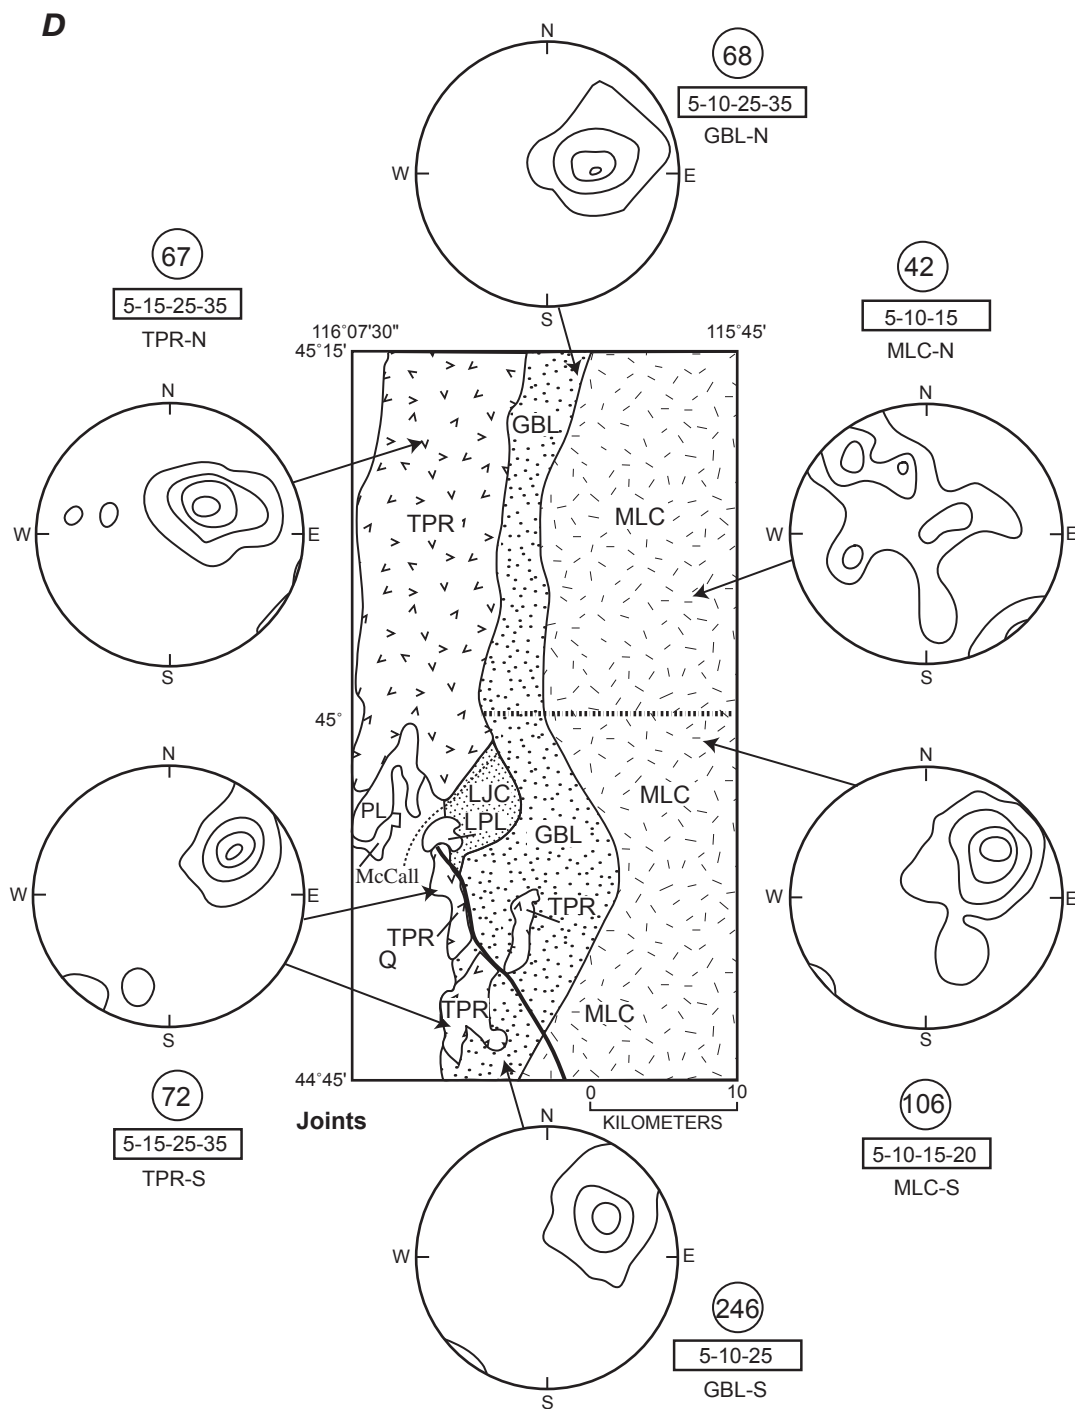 D
N
68
5-10-25-35
GBL-N
W
E
S
67
5-15-25-35
TPR-N
N
W
E
S
42
5-10-15
MLC-N
N
W
E
S
116°07'30"
115°45'
45°15'
GBL
TPR
MLC
45°
PL
LJC
LPL
MLC
GBL
McCall
TPR
TPR
Q
TPR
MLC
44°45'
0
10
KILOMETERS
Joints
N
W
E
S
72
5-15-25-35
TPR-S
N
W
E
S
106
5-10-15-20
MLC-S
N
W
E
S
246
5-10-25
GBL-S